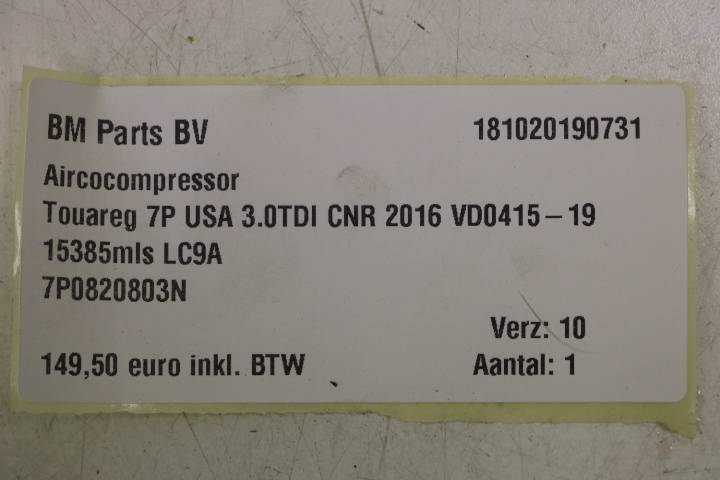 BM Parts BV 181020190731
Aircocompressor
Touareg 7P USA 3.0TDI CNR 2016 VD0415-19
15385mls LC9A
7P0820803N
Verz: 10
149,50 euro inkl. BTW Aantal: 1